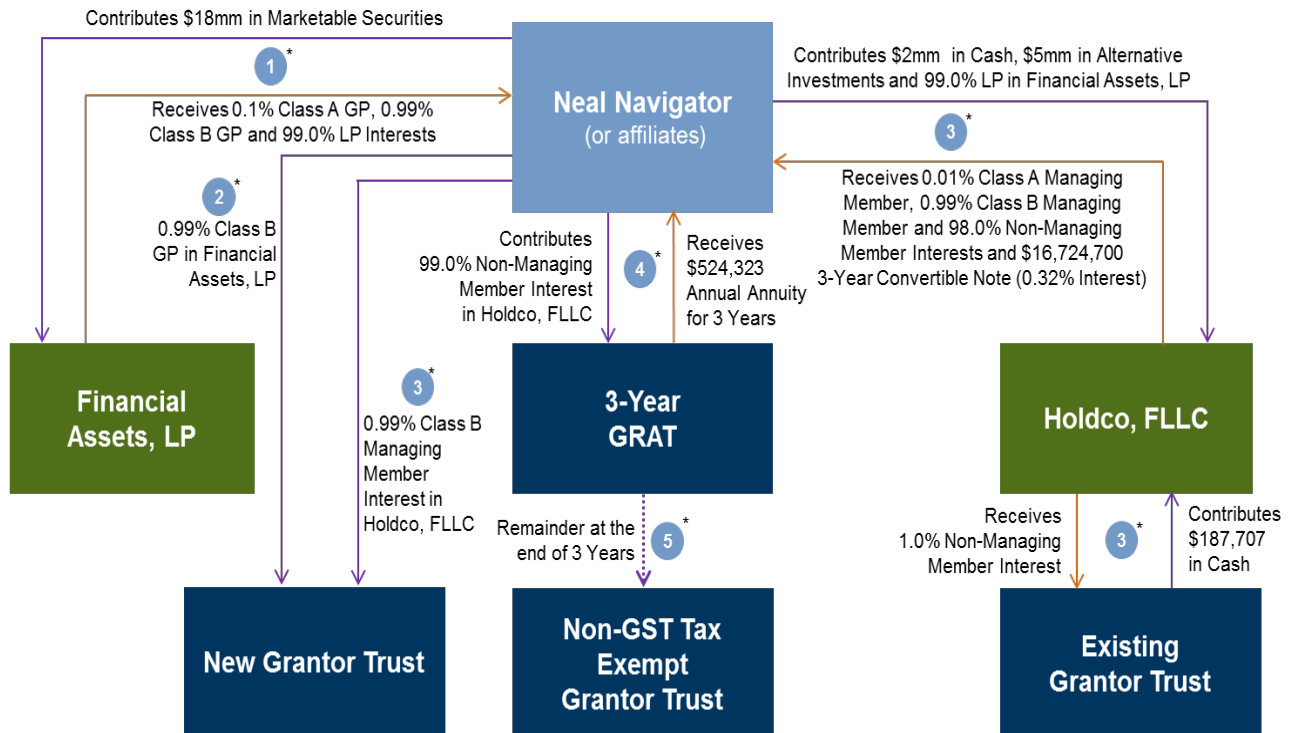 Contributes $18mm in Marketable Securities
1*
Receives 0.1% Class A GP, 0.99%
Class B GP and 99.0% LP Interests
Neal Navigator
(or affiliates)
Contributes $2mm in Cash, $5mm in Alternative
Investments and 99.0% LP in Financial Assets, LP
3*
Receives 0.01% Class A Managing
Member, 0.99% Class B Managing
Member and 98.0% Non-Managing
Member Interests and $16,724,700
3-Year Convertible Note (0.32% Interest)
2*
0.99% Class B
GP in Financial
Assets, LP
Contributes
99.0% Non-Managing
Member Interest
in Holdco, FLLC
4*
Receives
$524,323
Annual Annuity
for 3 Years
Financial
Assets, LP
3*
0.99% Class B
Managing
Member
Interest in
Holdco, FLLC
3-Year
GRAT
Holdco, FLLC
Remainder at the
end of 3 Years
5*
Receives
1.0% Non-Managing
Member Interest
3*
Contributes
$187,707
in Cash
New Grantor Trust
Non-GST Tax
Exempt
Grantor Trust
Existing
Grantor Trust